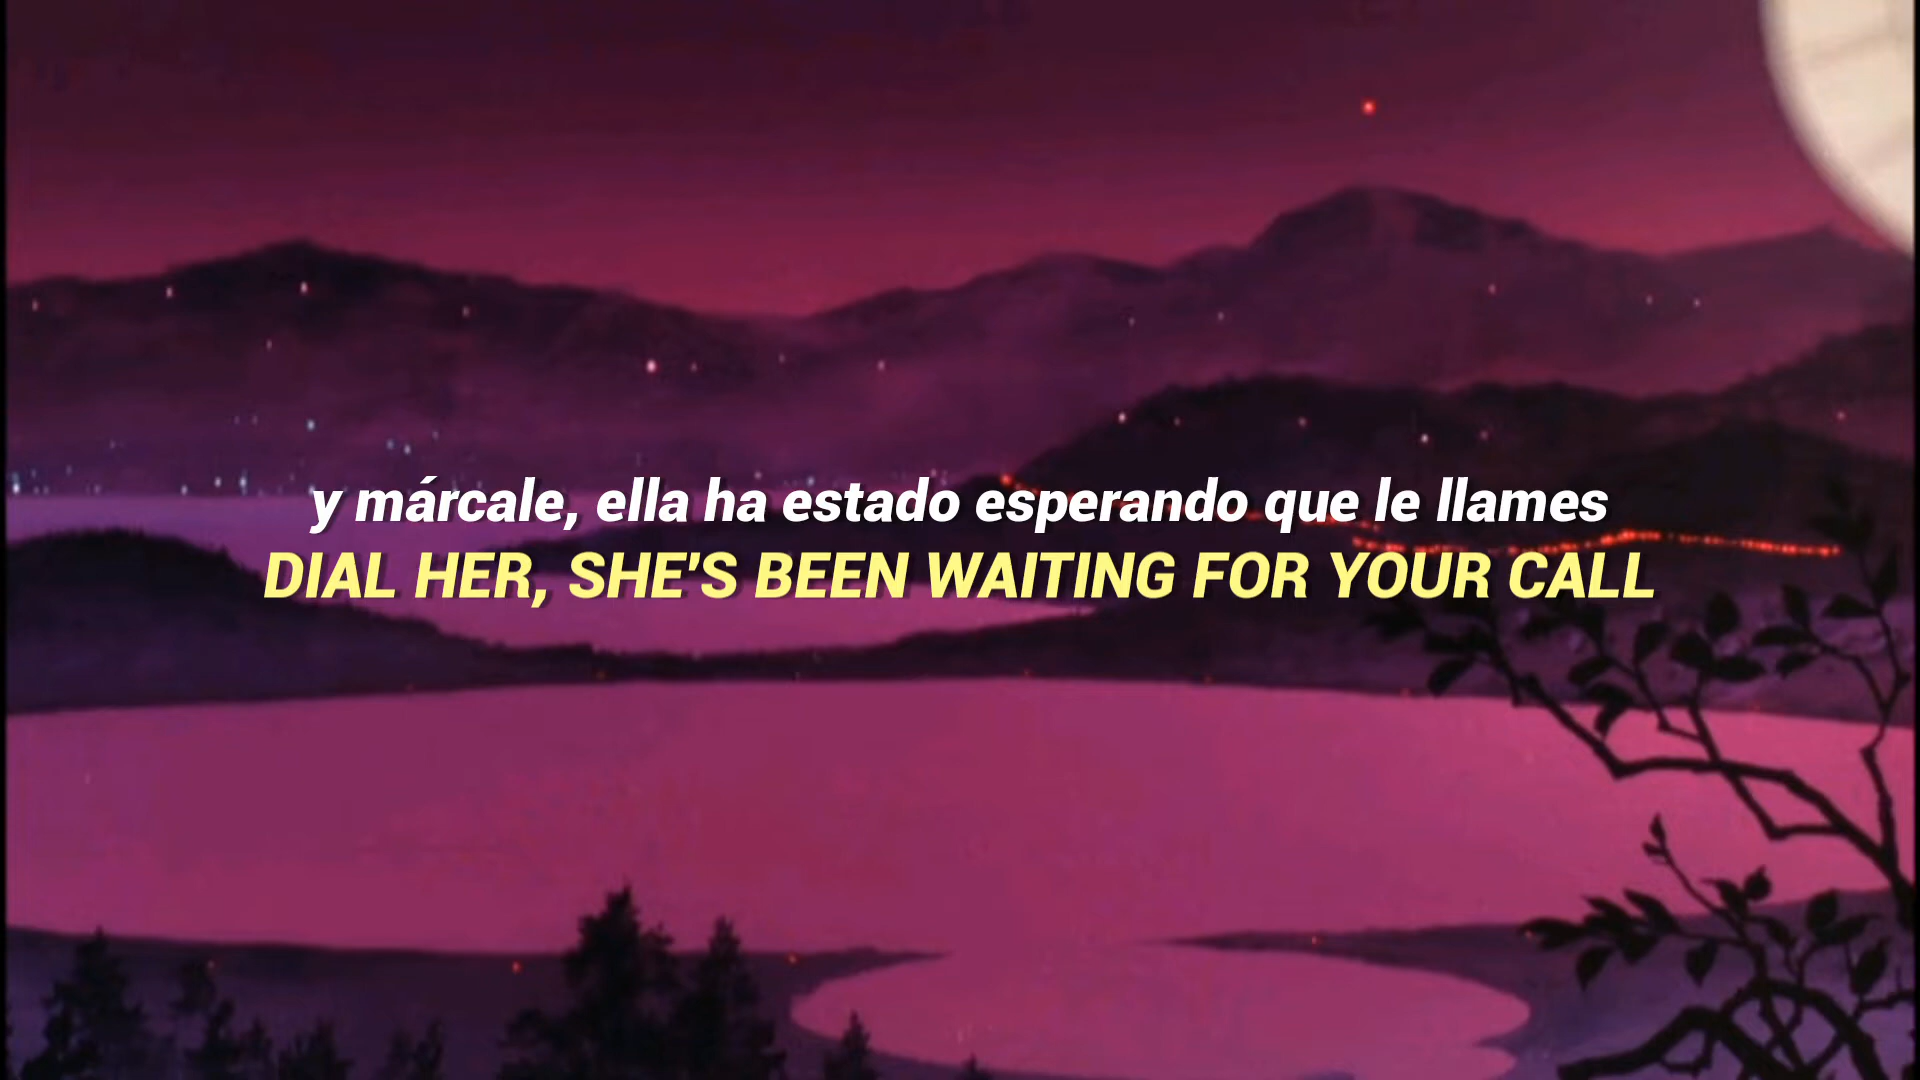 y márcale, ella ha estado esperando que le llames
DIAL HER, SHE'S BEEN WAITING FOR YOUR CALL